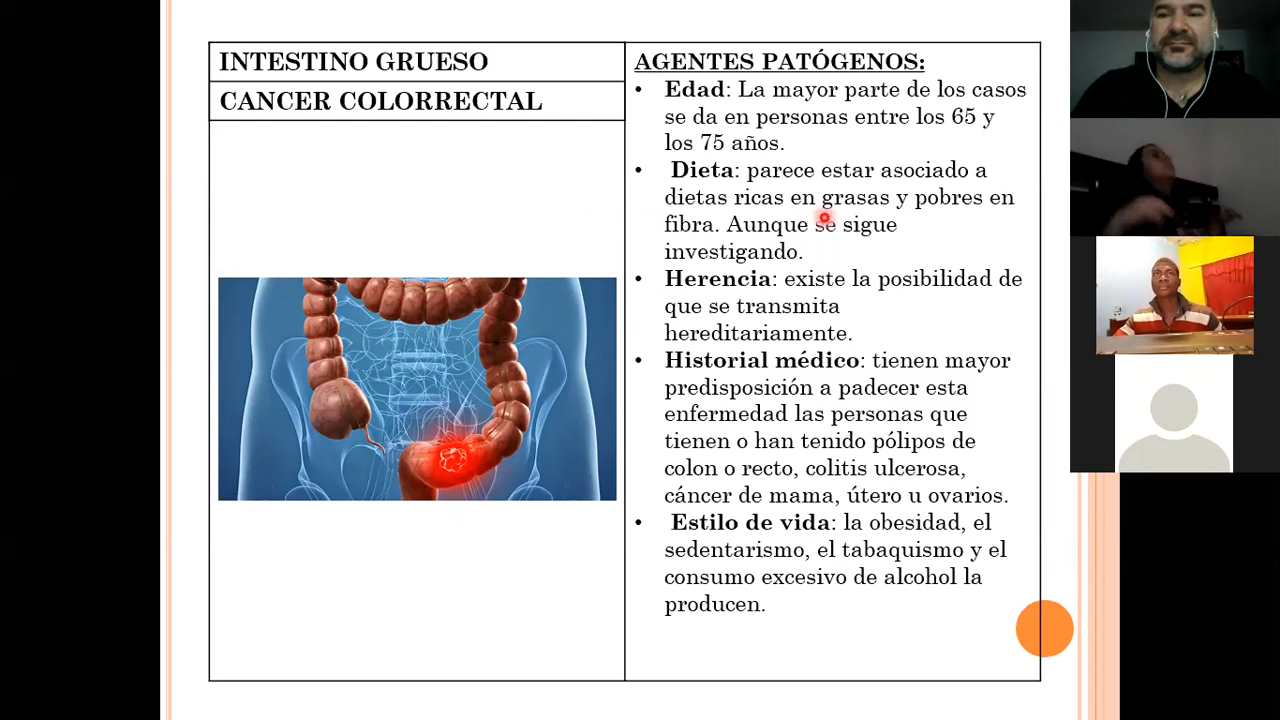 INTESTINO GRUESO
CANCER COLORRECTAL
AGENTES PATÓGENOS:
• Edad: La mayor parte de los casos
se da en personas entre los 65 y
los 75 años.
• Dieta: parece estar asociado a
dietas ricas en grasas y pobres en
fibra. Aunque se sigue
investigando.
• Herencia: existe la posibilidad de
que se transmita
hereditariamente.
• Historial médico: tienen mayor
predisposición a padecer esta
enfermedad las personas que
tienen o han tenido pólipos de
colon o recto, colitis ulcerosa,
cáncer de mama, útero u ovarios.
• Estilo de vida: la obesidad, el
sedentarismo, el tabaquismo y el
consumo excesivo de alcohol la
producen.